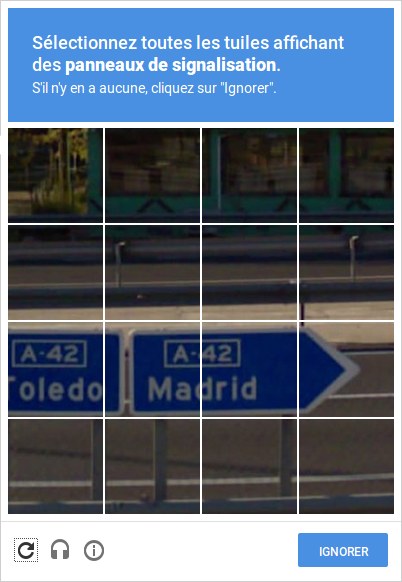 Sélectionnez toutes les tuiles affichant
des panneaux de signalisation.
S'il n'y en a aucune, cliquez sur "Ignorer".
A-42 A-42
Toledo Madrid
IGNORER